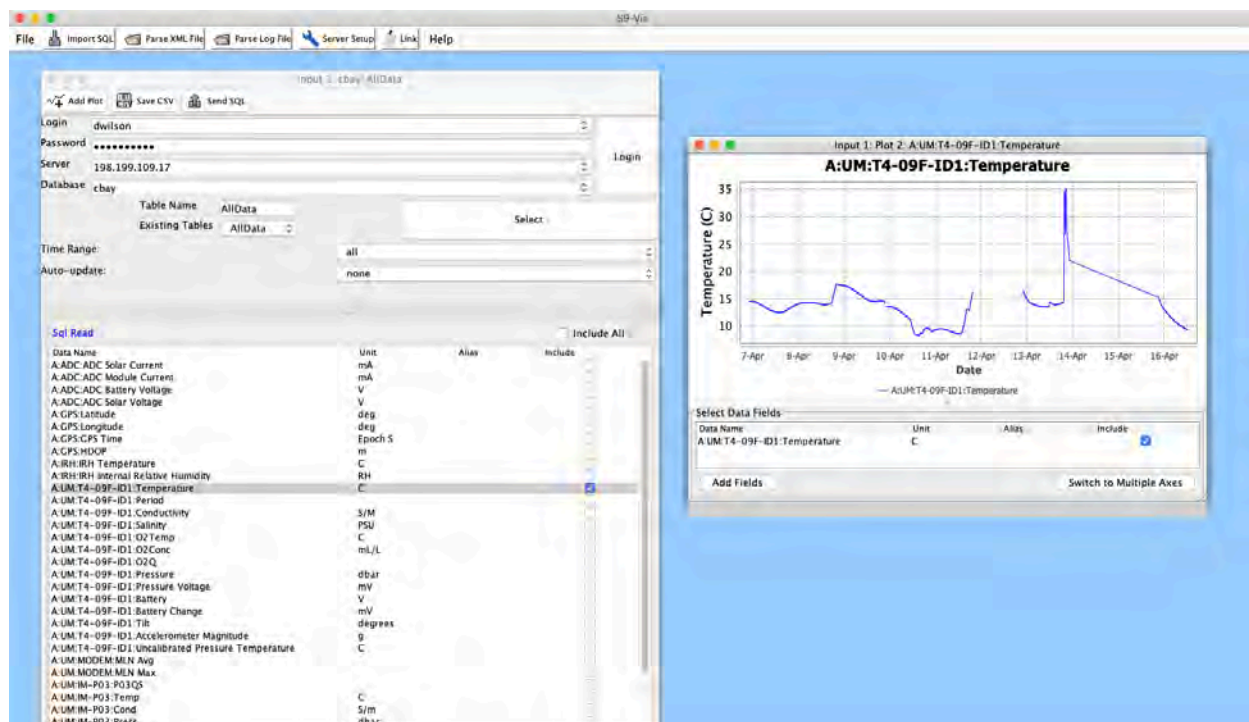 S9-Vis
File Import SQL Parse XML File Parse Log File Server Setup Link Help
Input 1: cbay: AllData
Add Plot Save CSV Send SQL
Login dwilson
Password ••••••••••
Login
Server 198.199.109.17
Database cbay
Table Name AllData
Existing Tables AllData
Select
Time Range: all
Auto-update: none
Sql Read Include All
Data Name Unit Alias Include
A:ADC:ADC Solar Current mA
A:ADC:ADC Module Current mA
A:ADC:ADC Battery Voltage V
A:ADC:ADC Solar Voltage V
A:GPS:Latitude deg
A:GPS:Longitude deg
A:GPS:GPS Time Epoch S
A:GPS:HDOP m
A:IRH:IRH Temperature C
A:IRH:IRH Internal Relative Humidity RH
A:UM:T4-09F-ID1:Temperature C
A:UM:T4-09F-ID1:Period
A:UM:T4-09F-ID1:Conductivity S/M
A:UM:T4-09F-ID1:Salinity PSU
A:UM:T4-09F-ID1:O2Temp C
A:UM:T4-09F-ID1:O2Conc mL/L
A:UM:T4-09F-ID1:O2Q
A:UM:T4-09F-ID1:Pressure dbar
A:UM:T4-09F-ID1:Pressure Voltage mV
A:UM:T4-09F-ID1:Battery V
A:UM:T4-09F-ID1:Battery Change mV
A:UM:T4-09F-ID1:Tilt degrees
A:UM:T4-09F-ID1:Accelerometer Magnitude g
A:UM:T4-09F-ID1:Uncalibrated Pressure Temperature C
A:UM:MODEM:MLN Avg
A:UM:MODEM:MLN Max
A:UM:IM-P03:P03QS
A:UM:IM-P03:Temp C
A:UM:IM-P03:Cond S/m
A:UM:IM-P03:Press dbar
Input 1: Plot 2: A:UM:T4-09F-ID1:Temperature
A:UM:T4-09F-ID1:Temperature
Temperature (C)
35
30
25
20
15
10
7-Apr 8-Apr 9-Apr 10-Apr 11-Apr 12-Apr 13-Apr 14-Apr 15-Apr 16-Apr
Date
A:UM:T4-09F-ID1:Temperature
Select Data Fields
Data Name Unit Alias Include
A:UM:T4-09F-ID1:Temperature C
Add Fields Switch to Multiple Axes